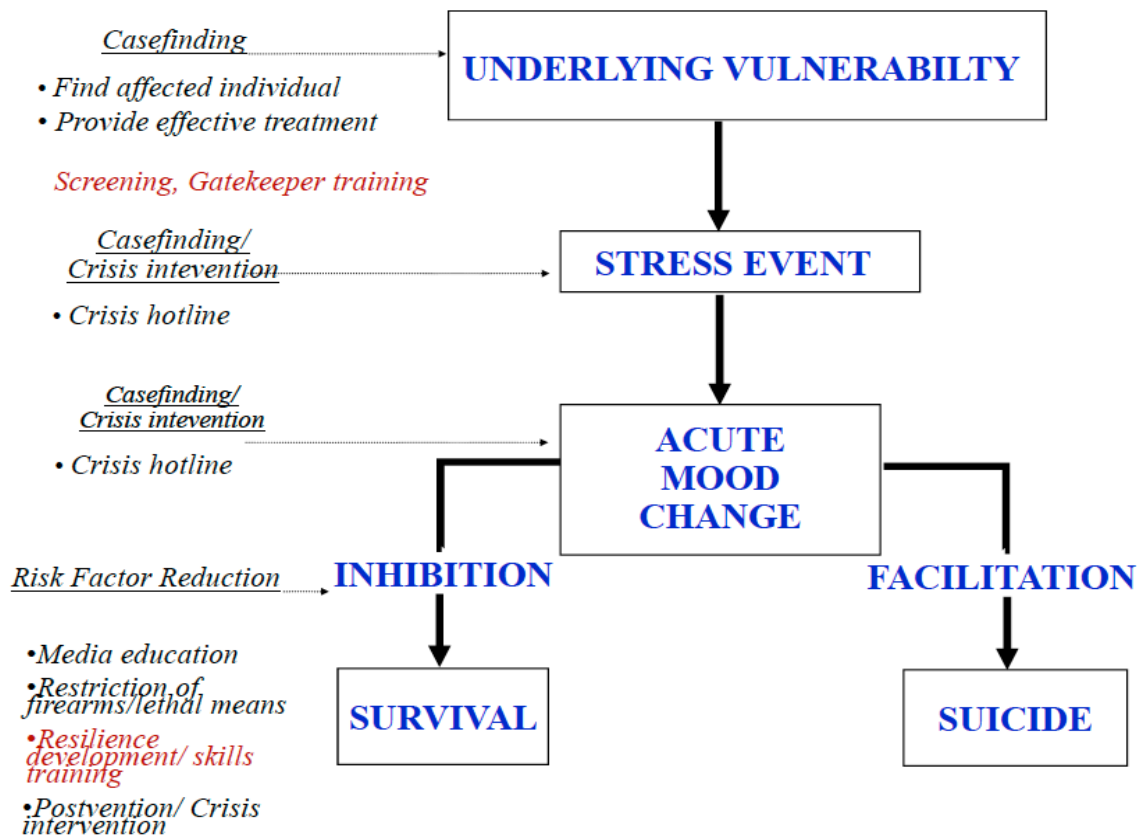 Casefinding
UNDERLYING VULNERABILTY
• Find affected individual
• Provide effective treatment
Screening, Gatekeeper training
Casefinding/
Crisis intevention
STRESS EVENT
• Crisis hotline
Casefinding/
Crisis intevention
ACUTE
MOOD
CHANGE
• Crisis hotline
Risk Factor Reduction
INHIBITION
FACILITATION
•Media education
•Restriction of
firearms/lethal means
•Resilience
development/ skills
training
•Postvention/ Crisis
intervention
SURVIVAL
SUICIDE